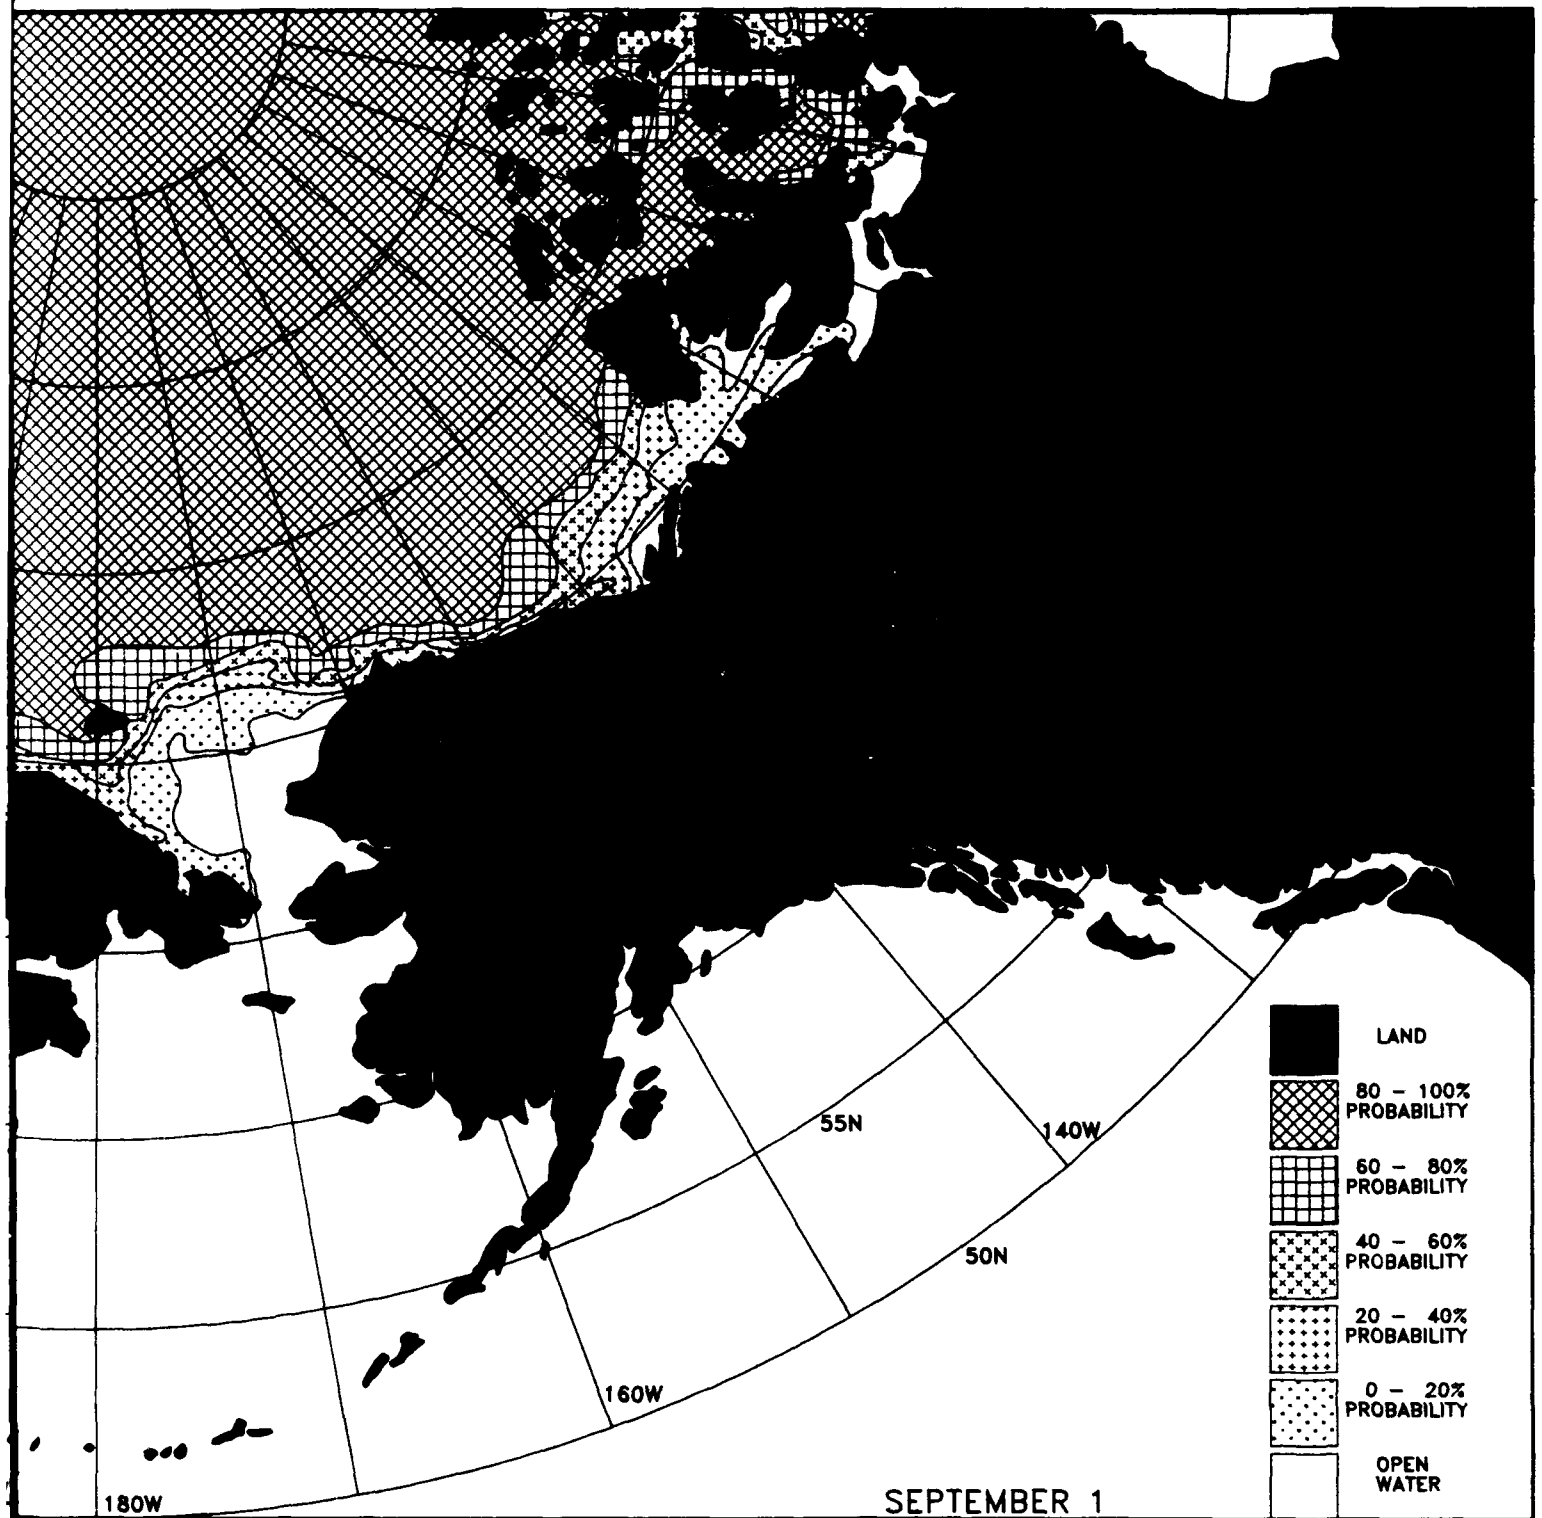 LAND
80 - 100%
PROBABILITY
60 - 80%
PROBABILITY
55N
140W
40 - 60%
PROBABILITY
50N
20 - 40%
PROBABILITY
0 - 20%
PROBABILITY
160W
OPEN
WATER
180W
SEPTEMBER 1